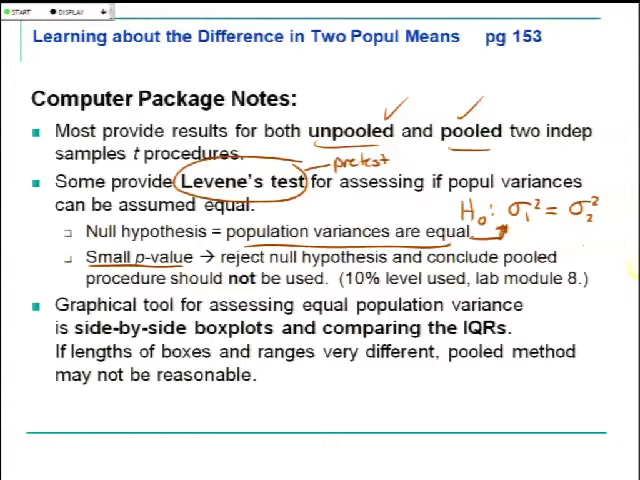 START DISPLAY
Learning about the Difference in Two Popul Means pg 153
Computer Package Notes:
Most provide results for both unpooled and pooled two indep
samples t procedures.
pretest
Some provide Levene's test for assessing if popul variances
can be assumed equal.
H₀: σ₁² = σ₂²
Null hypothesis = population variances are equal.
Small p-value → reject null hypothesis and conclude pooled
procedure should not be used. (10% level used, lab module 8.)
Graphical tool for assessing equal population variance
is side-by-side boxplots and comparing the IQRs.
If lengths of boxes and ranges very different, pooled method
may not be reasonable.